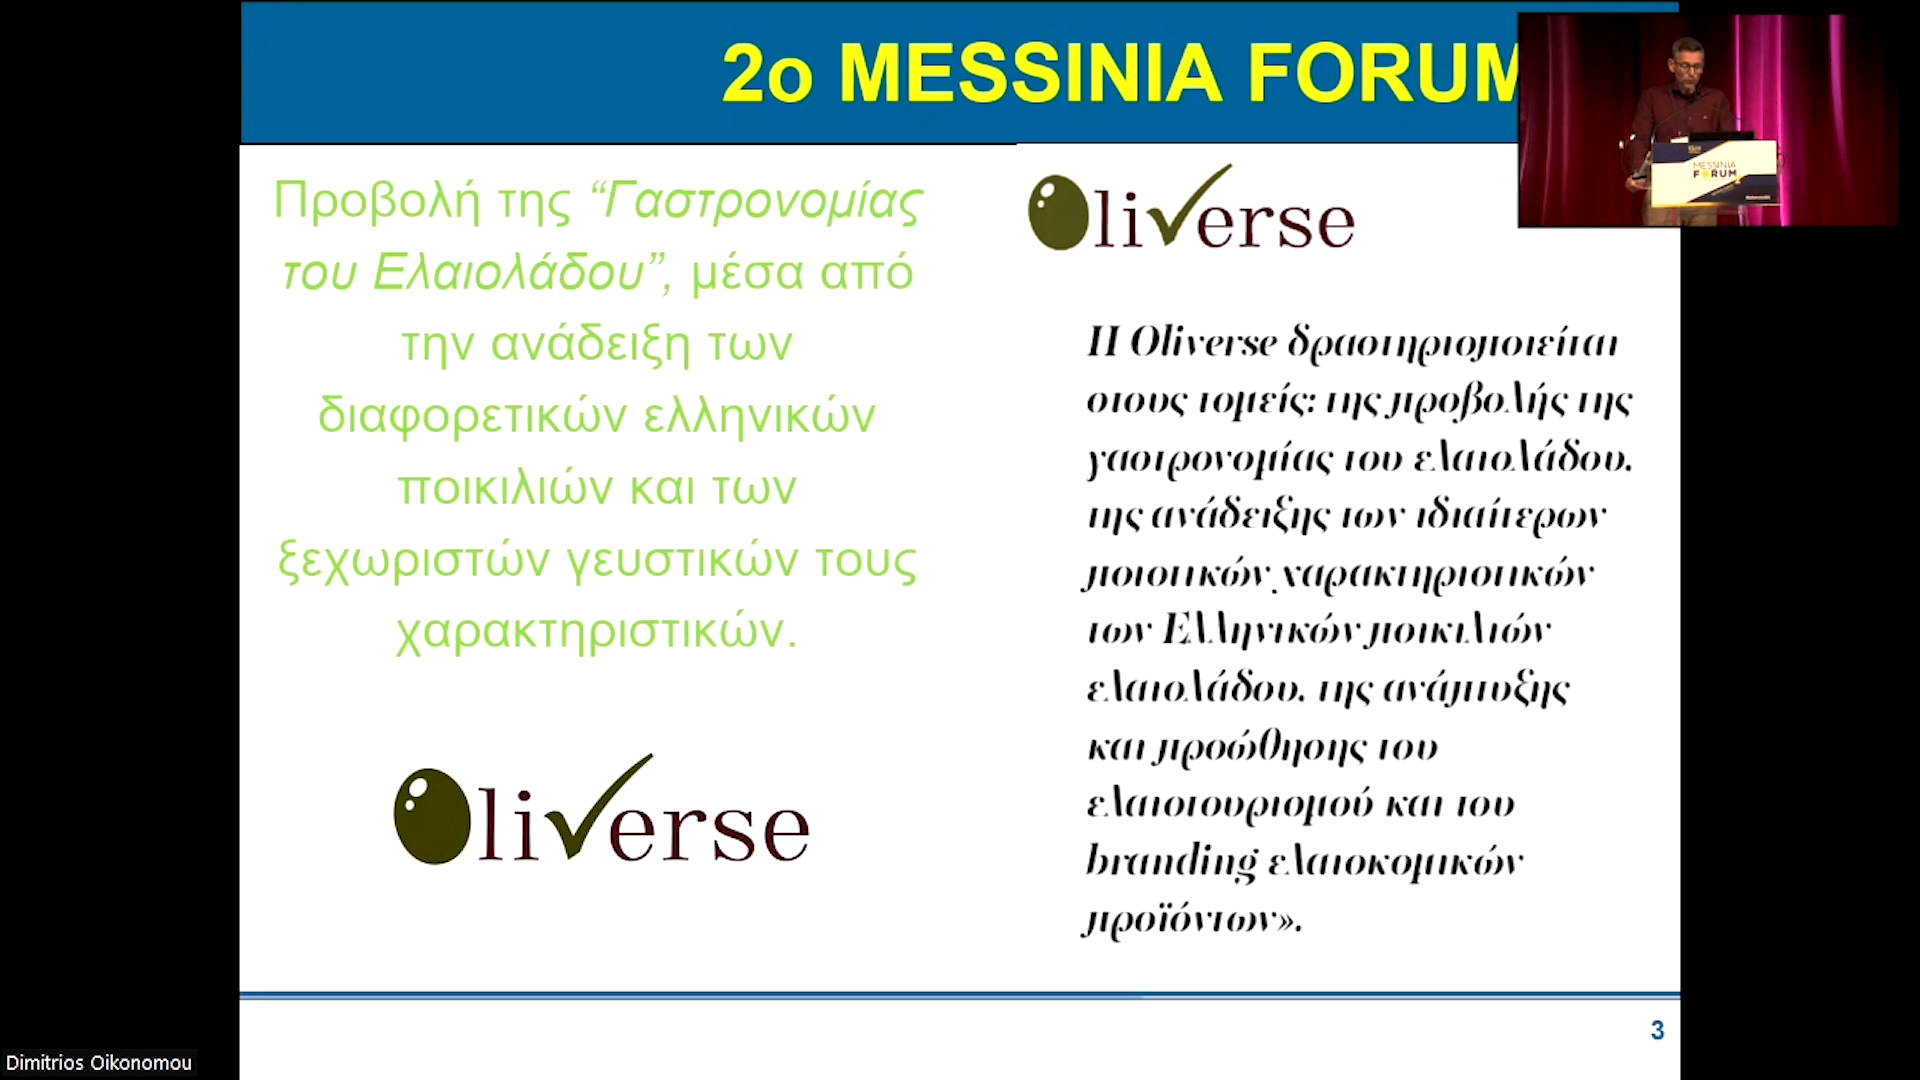 2ο MESSINIA FORUM
Προβολή της “Γαστρονομίας
του Ελαιολάδου”, μέσα από
την ανάδειξη των
διαφορετικών ελληνικών
ποικιλιών και των
ξεχωριστών γευστικών τους
χαρακτηριστικών.
Oliverse
Oliverse
Η Oliverse δραστηριοποιείται
στους τομείς: της προβολής της
γαστρονομίας του ελαιολάδου,
της ανάδειξης των ιδιαίτερων
ποιοτικών χαρακτηριστικών
των Ελληνικών ποικιλιών
ελαιολάδου, της ανάπτυξης
και προώθησης του
ελαιοτουρισμού και του
branding ελαιοκομικών
προϊόντων».
MESSINIA
FORUM
3
Dimitrios Oikonomou